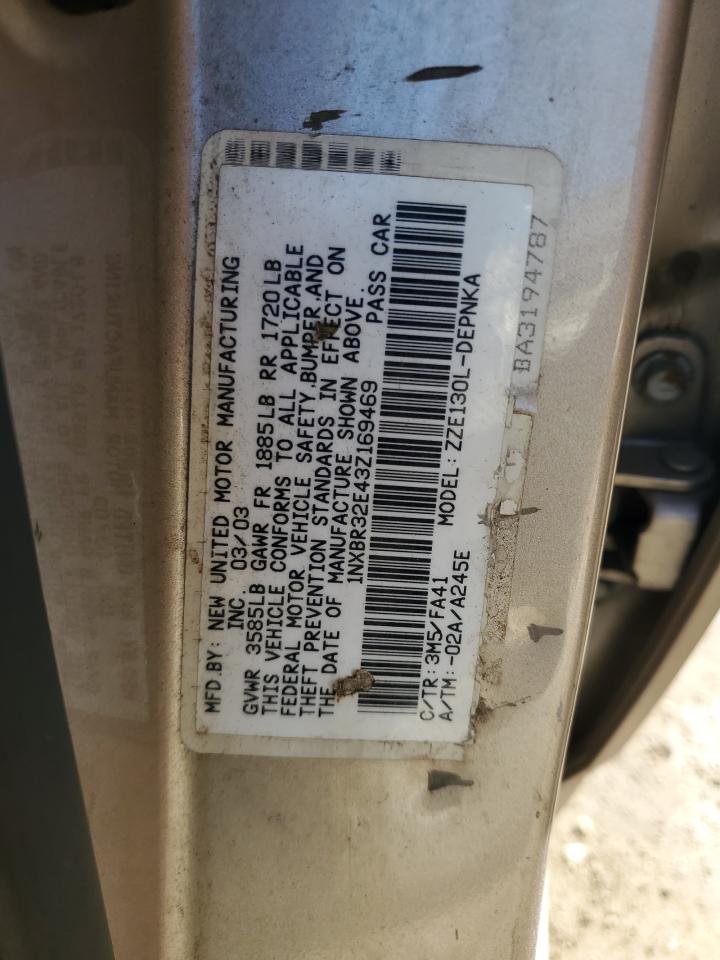 MFD.BY: NEW UNITED MOTOR MANUFACTURING
INC. 03/03
GVWR 3585LB GAWR FR 1885LB RR 1720LB
THIS VEHICLE CONFORMS TO ALL APPLICABLE
FEDERAL MOTOR VEHICLE SAFETY,BUMPER,AND
THEFT PREVENTION STANDARDS IN EFFECT ON
THE DATE OF MANUFACTURE SHOWN ABOVE.
1NXBR32E43Z169469 PASS CAR
C/TR: 3M5/FA41 MODEL: ZZE130L-DEPNKA
A/TM: -02A/A245E
BA3194787